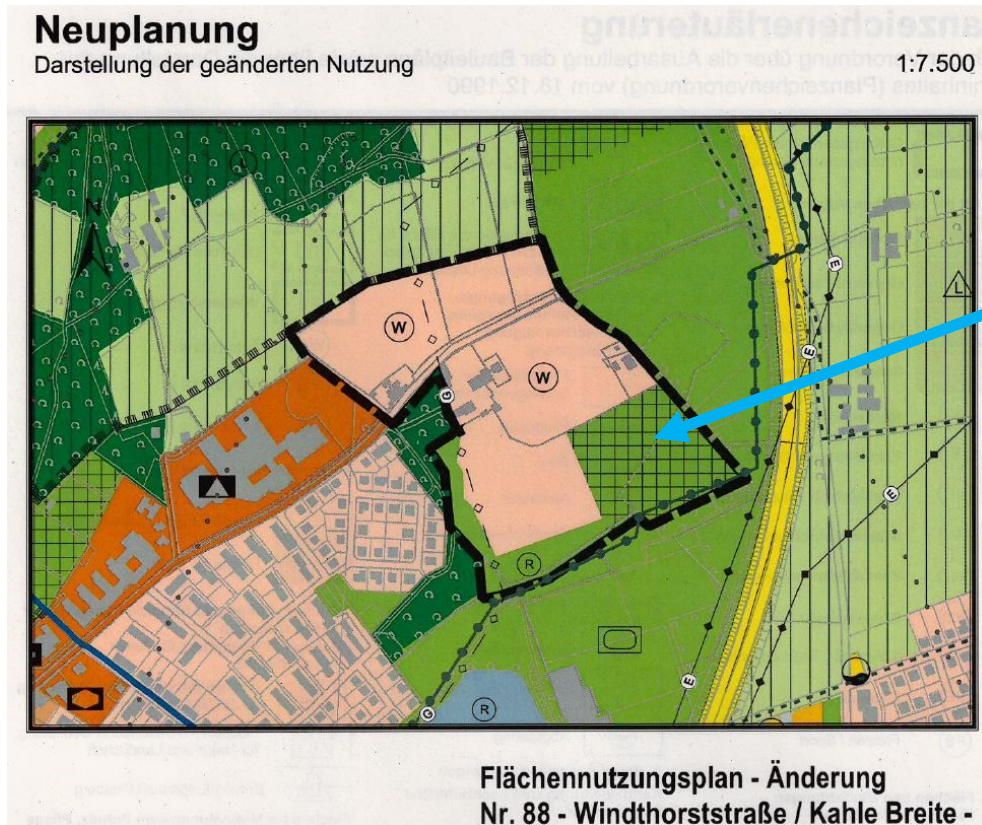 Neuplanung
Darstellung der geänderten Nutzung
1:7.500
N
L
W
W
E
E
G
E
R
E
R
G
Flächennutzungsplan - Änderung
Nr. 88 - Windthorststraße / Kahle Breite -